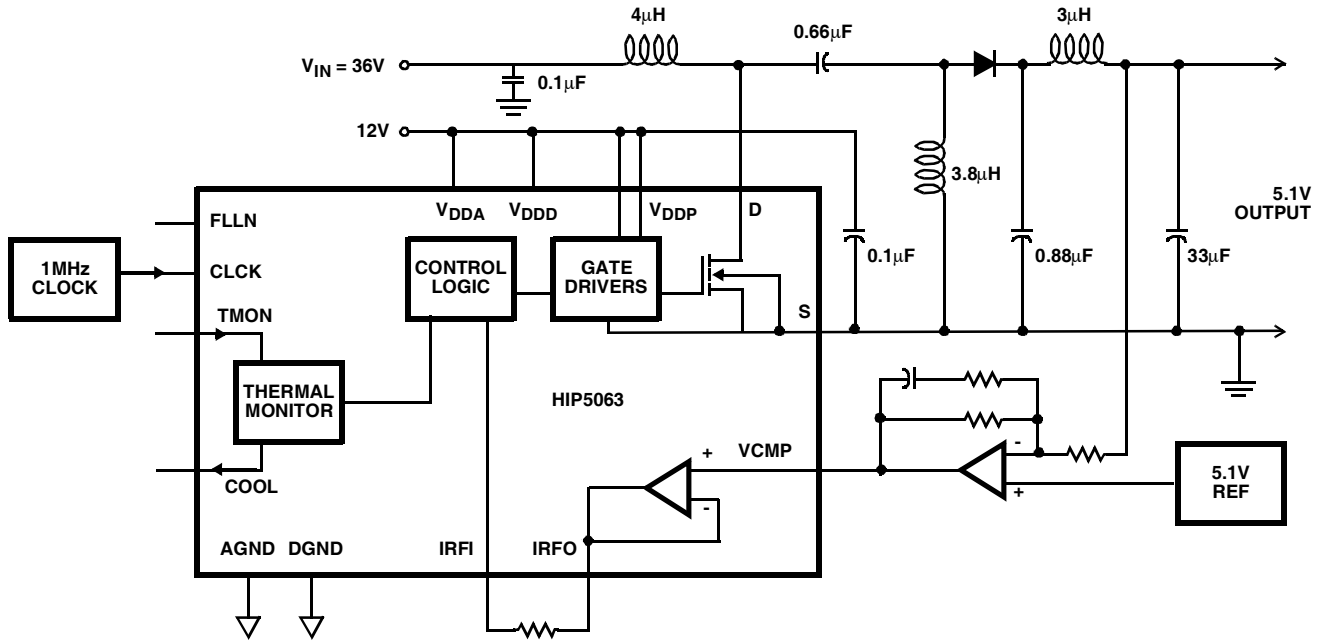 4μH
3μH
0.66μF
V_IN = 36V
0.1μF
12V
3.8μH
5.1V
OUTPUT
V_DDA
V_DDD
V_DDP
D
FLLN
1MHz
CLOCK
CLCK
CONTROL
LOGIC
GATE
DRIVERS
0.1μF
0.88μF
33μF
TMON
S
THERMAL
MONITOR
HIP5063
COOL
+
VCMP
-
-
+
5.1V
REF
AGND
DGND
IRFI
IRFO